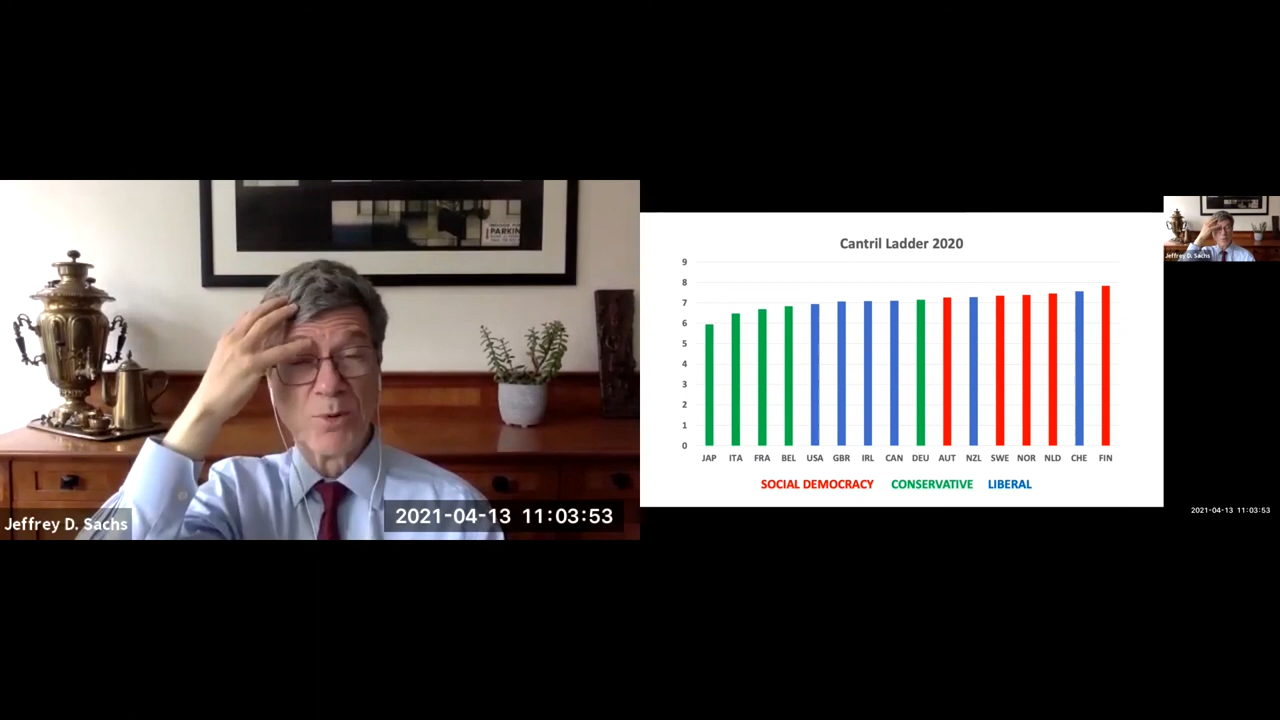 PARKIN
Jeffrey D. Sachs
2021-04-13 11:03:53
Cantril Ladder 2020
9
8
7
6
5
4
3
2
1
0
JAP ITA FRA BEL USA GBR IRL CAN DEU AUT NZL SWE NOR NLD CHE FIN
SOCIAL DEMOCRACY CONSERVATIVE LIBERAL
Jeffrey D. Sachs
2021-04-13 11:03:53